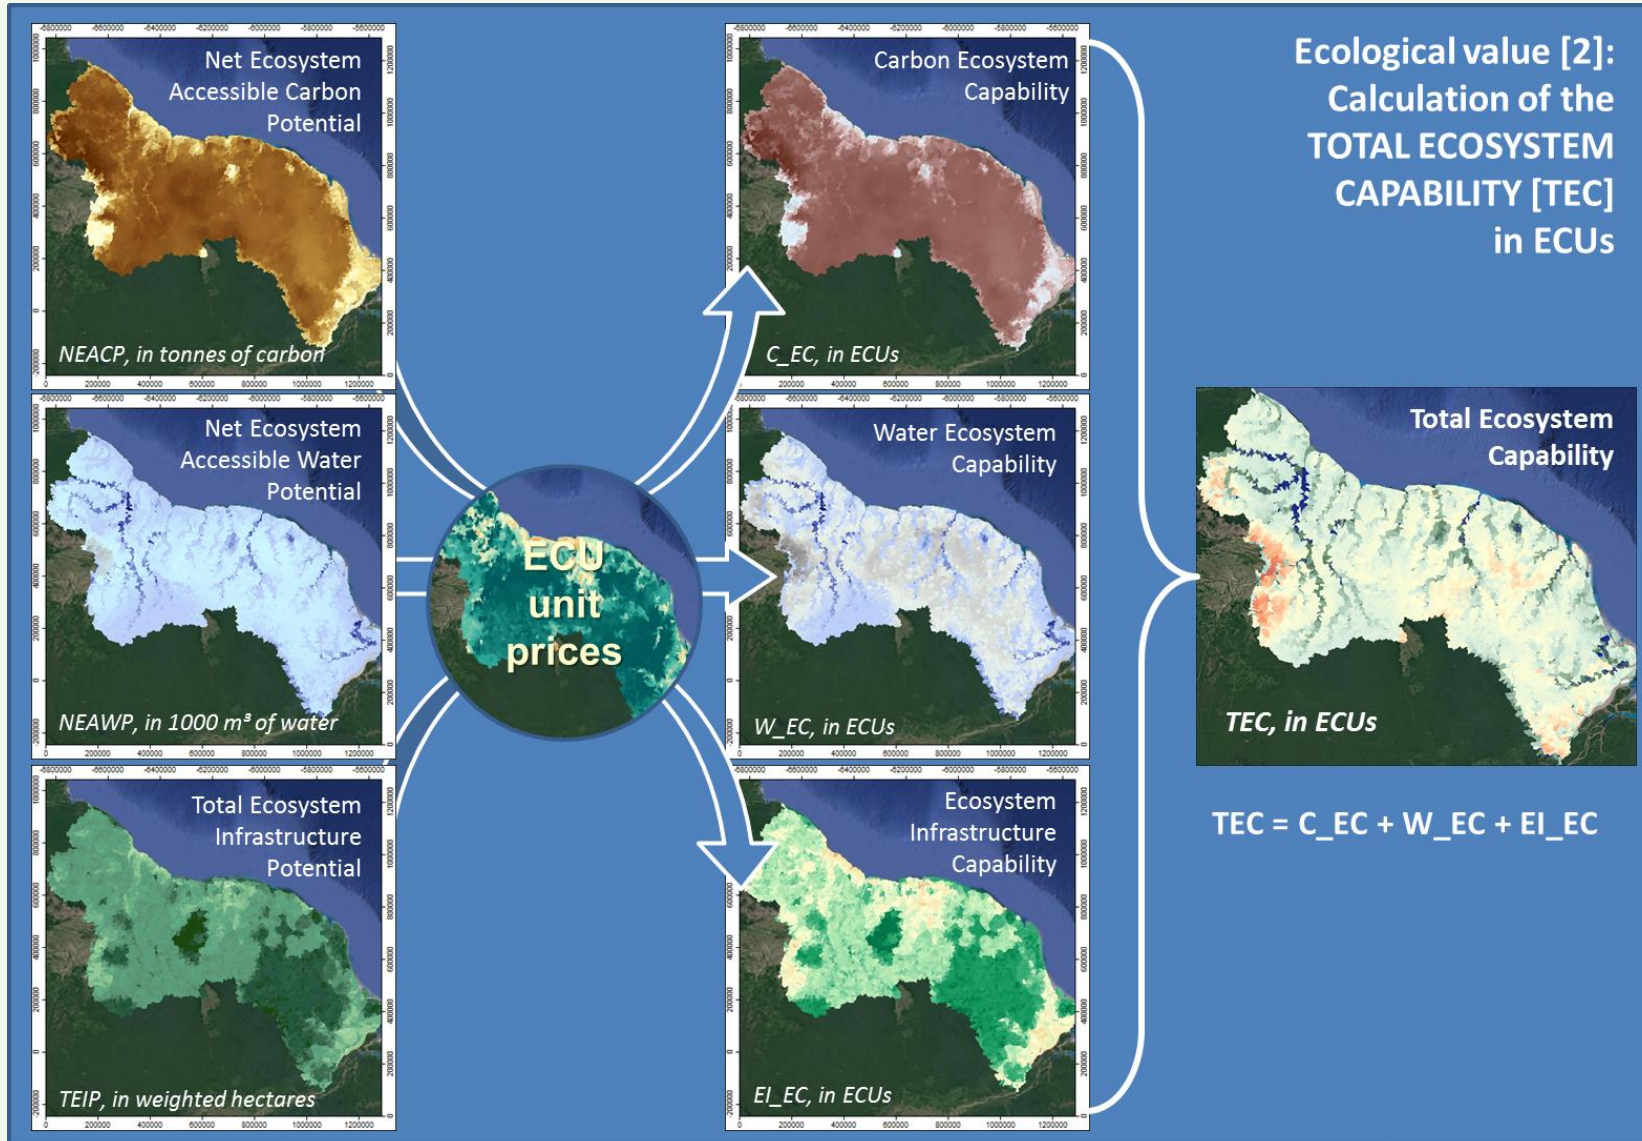 Net Ecosystem
Accessible Carbon
Potential
NEACP, in tonnes of carbon
Carbon Ecosystem
Capability
C_EC, in ECUs
Ecological value [2]:
Calculation of the
TOTAL ECOSYSTEM
CAPABILITY [TEC]
in ECUs
Net Ecosystem
Accessible Water
Potential
NEAWP, in 1000 m³ of water
ECU
unit
prices
Water Ecosystem
Capability
W_EC, in ECUs
Total Ecosystem
Capability
TEC, in ECUs
TEC = C_EC + W_EC + EI_EC
Total Ecosystem
Infrastructure
Potential
TEIP, in weighted hectares
Ecosystem
Infrastructure
Capability
EI_EC, in ECUs